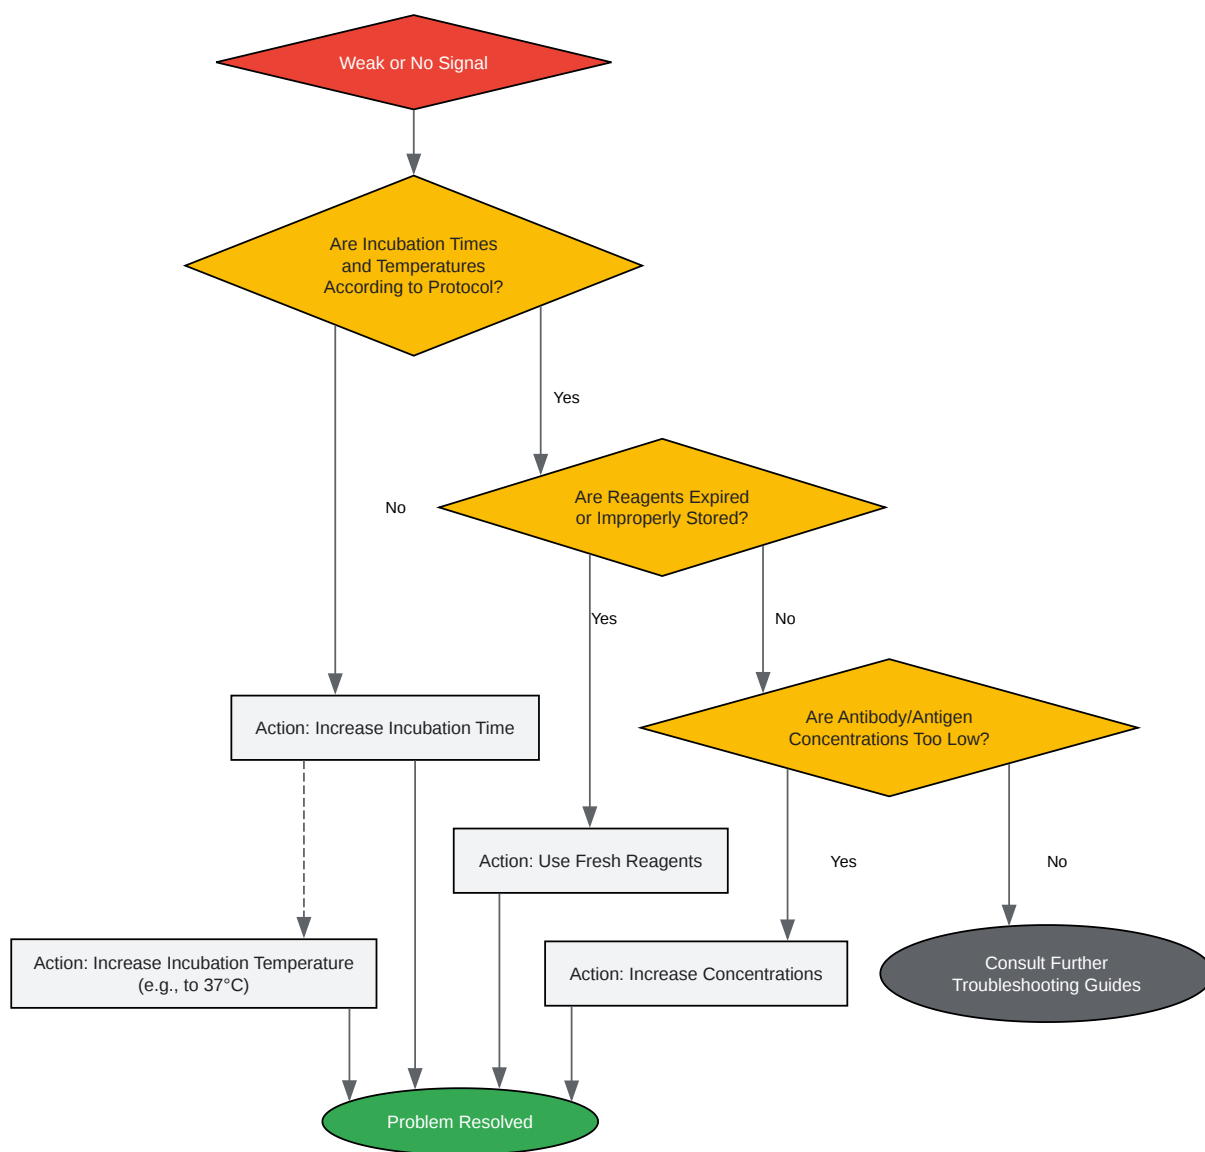 Weak or No Signal
Are Incubation Times
and Temperatures
According to Protocol?
Yes
No
Are Reagents Expired
or Improperly Stored?
Yes
No
Action: Increase Incubation Time
Are Antibody/Antigen
Concentrations Too Low?
Action: Use Fresh Reagents
Yes
No
Action: Increase Incubation Temperature
(e.g., to 37°C)
Action: Increase Concentrations
Consult Further
Troubleshooting Guides
Problem Resolved